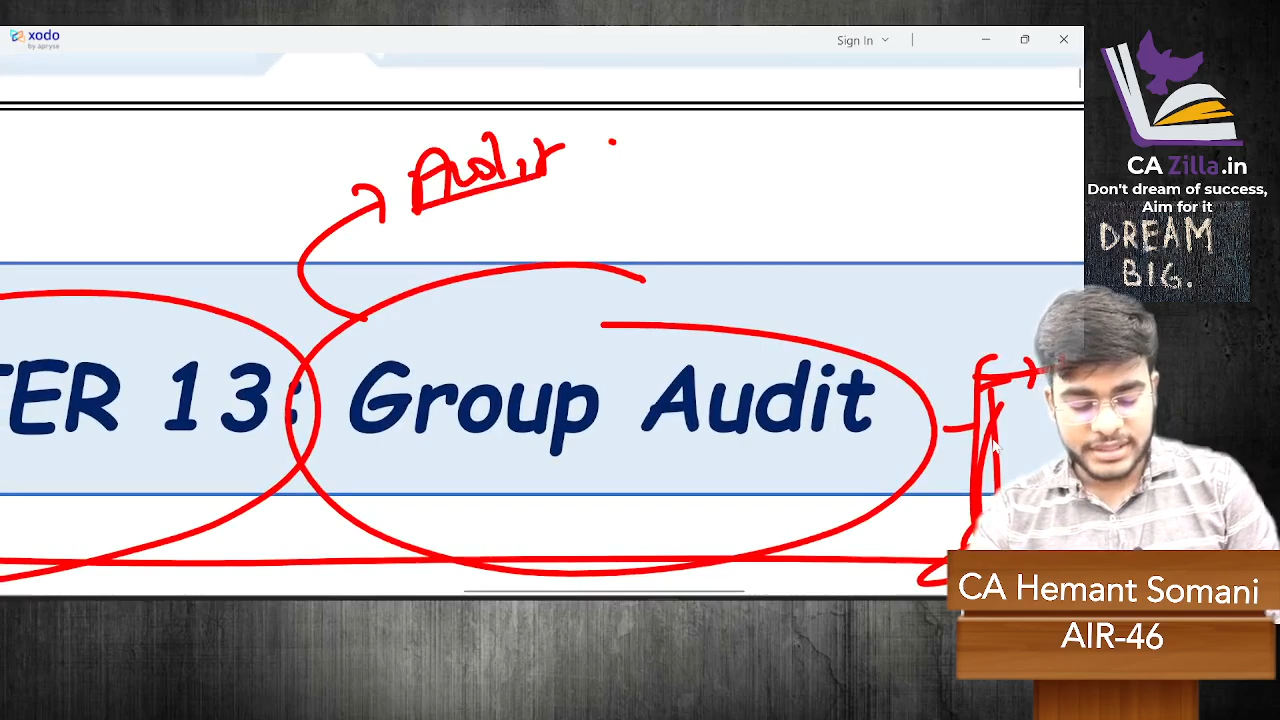 xodo
by apryse
Sign In
Audit
TER 13: Group Audit
CA Zilla.in
Don't dream of success,
Aim for it
DREAM
BIG.
CA Hemant Somani
AIR-46